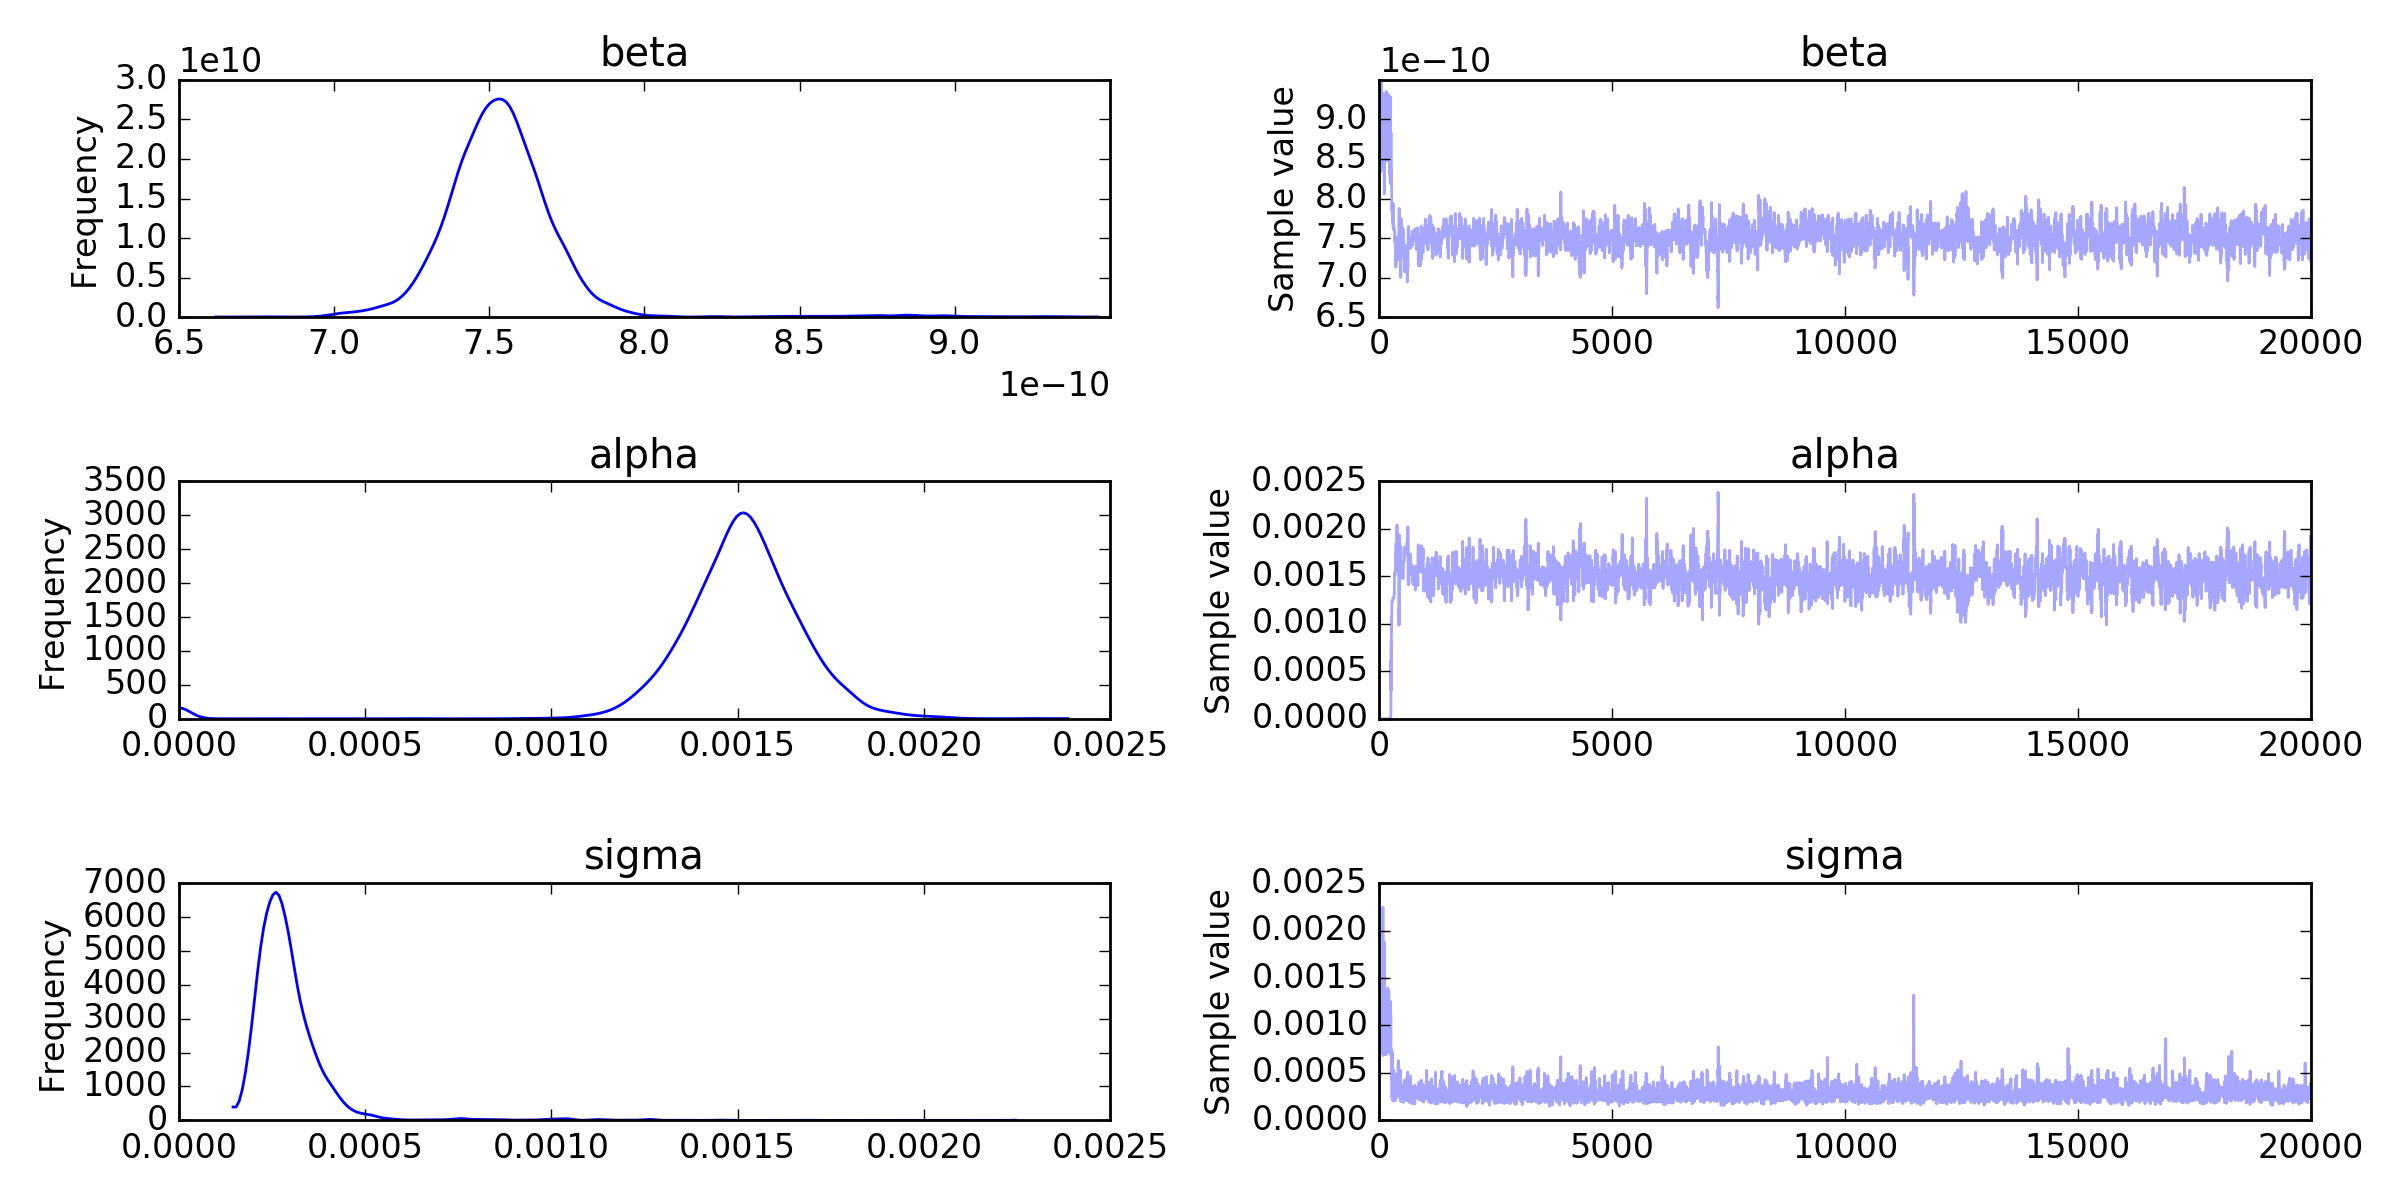 beta
1e10
3.0
2.5
2.0
1.5
1.0
0.5
0.0
Frequency
6.5 7.0 7.5 8.0 8.5 9.0
1e−10
beta
1e−10
9.0
8.5
8.0
7.5
7.0
6.5
Sample value
0 5000 10000 15000 20000
alpha
3500
3000
2500
2000
1500
1000
500
0
Frequency
0.0000 0.0005 0.0010 0.0015 0.0020 0.0025
alpha
0.0025
0.0020
0.0015
0.0010
0.0005
0.0000
Sample value
0 5000 10000 15000 20000
sigma
7000
6000
5000
4000
3000
2000
1000
0
Frequency
0.0000 0.0005 0.0010 0.0015 0.0020 0.0025
sigma
0.0025
0.0020
0.0015
0.0010
0.0005
0.0000
Sample value
0 5000 10000 15000 20000